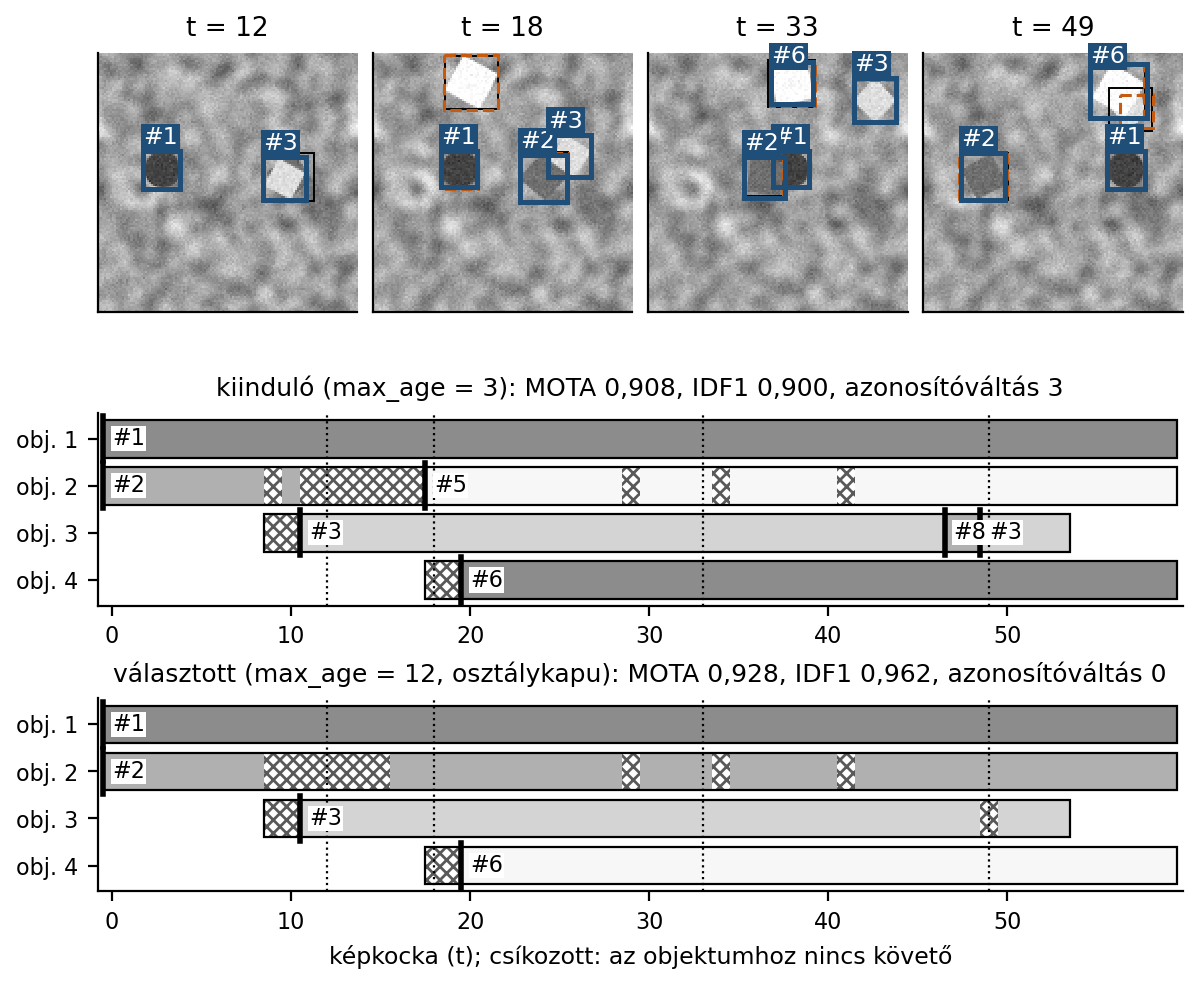 t = 12
t = 18
t = 33
t = 49
#1
#3
#1
#2
#3
#6
#3
#2
#1
#6
#2
#1
kiinduló (max_age = 3): MOTA 0,908, IDF1 0,900, azonosítóváltás 3
obj. 1
#1
obj. 2
#2
#5
obj. 3
#3
#8
#3
obj. 4
#6
0
10
20
30
40
50
választott (max_age = 12, osztálykapu): MOTA 0,928, IDF1 0,962, azonosítóváltás 0
obj. 1
#1
obj. 2
#2
obj. 3
#3
obj. 4
#6
0
10
20
30
40
50
képkocka (t); csíkozott: az objektumhoz nincs követő